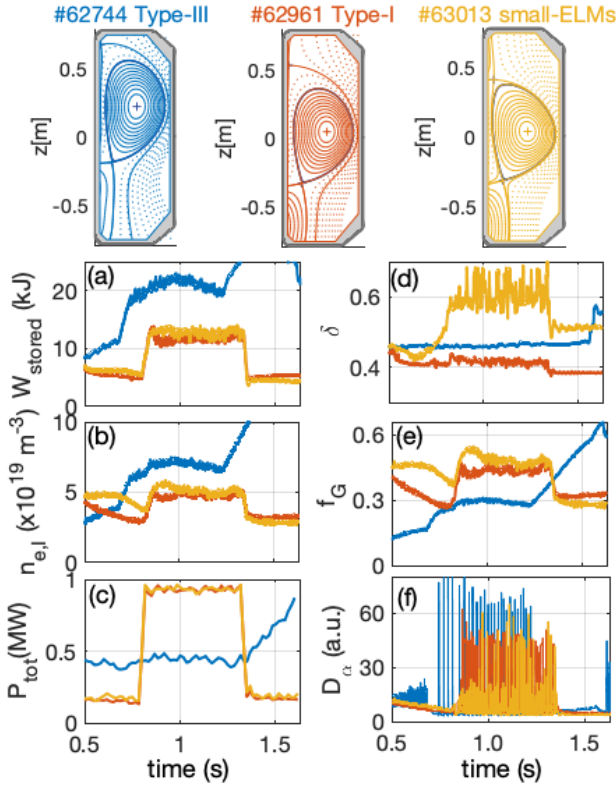 #62744 Type-III #62961 Type-I #63013 small-ELMs
0.5 0.5 0.5
z[m] z[m] z[m]
0 0 0
-0.5 -0.5 -0.5
(a) (d)
20 0.6
W_stored (kJ) δ
10 0.4
0
(b) (e)
10 0.6
n_e,l (x10^19 m^-3) f_G
5 0.3
0 0
(c) (f)
1 60
P_tot(MW) D_α (a.u.)
0.5 30
0 0
0.5 1 1.5 0.5 1.0 1.5
time (s) time (s)